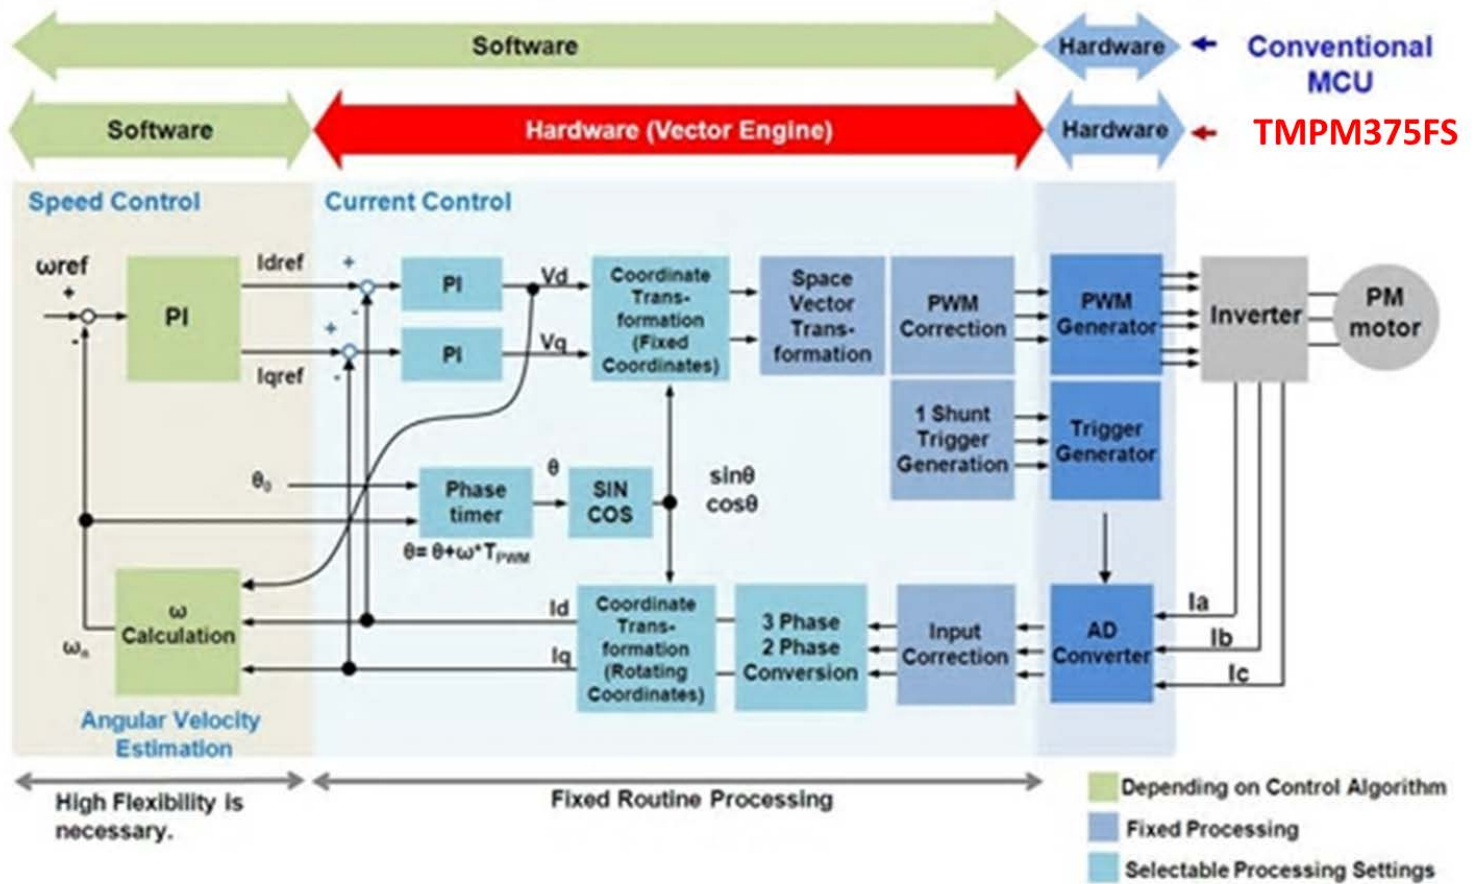 Software
Hardware
Conventional
MCU
Software
Hardware (Vector Engine)
Hardware
TMPM375FS
Speed Control
Current Control
ωref
+
-
PI
Idref
Iqref
+
-
+
-
PI
PI
Vd
Vq
Coordinate
Trans-
formation
(Fixed
Coordinates)
Space
Vector
Trans-
formation
PWM
Correction
PWM
Generator
Inverter
PM
motor
1 Shunt
Trigger
Generation
Trigger
Generator
θ₀
Phase
timer
θ
SIN
COS
sinθ
cosθ
θ= θ+ω*TPWM
ω
Calculation
ωn
Id
Iq
Coordinate
Trans-
formation
(Rotating
Coordinates)
3 Phase
2 Phase
Conversion
Input
Correction
AD
Converter
Ia
Ib
Ic
Angular Velocity
Estimation
High Flexibility is
necessary.
Fixed Routine Processing
Depending on Control Algorithm
Fixed Processing
Selectable Processing Settings